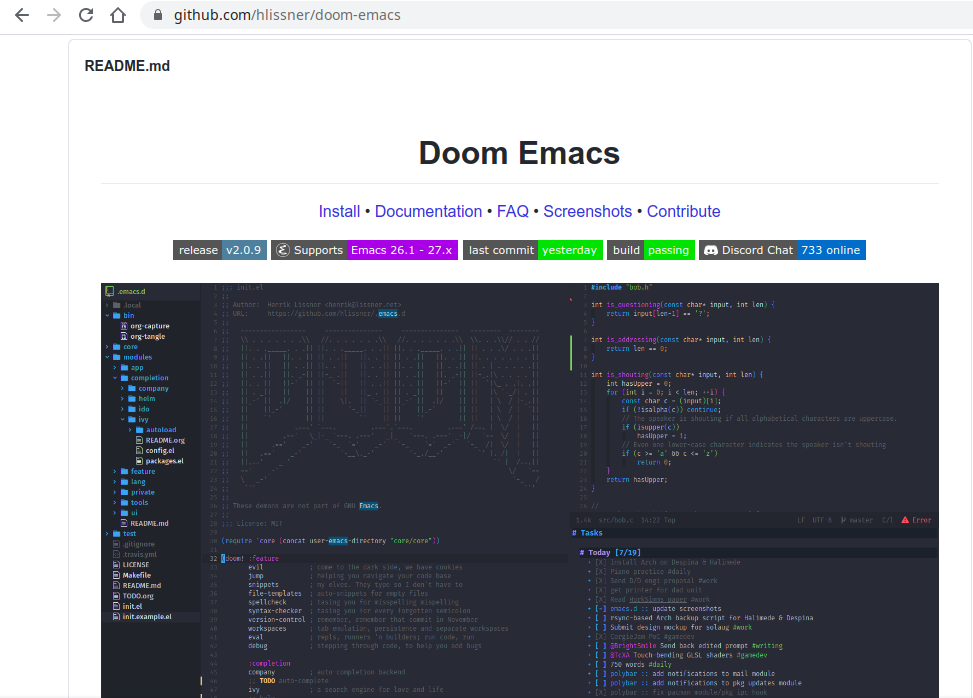 github.com/hlissner/doom-emacs
README.md
Doom Emacs
Install • Documentation • FAQ • Screenshots • Contribute
release v2.0.9 Supports Emacs 26.1 - 27.x last commit yesterday build passing Discord Chat 733 online
.emacs.d
.local
bin
org-capture
org-tangle
core
modules
app
completion
company
helm
ido
ivy
autoload
README.org
config.el
packages.el
feature
lang
private
tools
ui
README.md
test
.gitignore
.travis.yml
LICENSE
Makefile
README.md
TODO.org
init.el
init.example.el
1 ;;; init.el
;; Author: Henrik Lissner <henrik@lissner.net>
;; URL: https://github.com/hlissner/.emacs.d
;; These demons are not part of GNU Emacs.
;;; License: MIT
(require 'core (concat user-emacs-directory "core/core"))
32 (doom! :feature
evil ; come to the dark side, we have cookies
jump ; helping you navigate your code base
snippets ; my elves. They type so I don't have to
file-templates ; auto-snippets for empty files
spellcheck ; tasing you for misspelling mispelling
syntax-checker ; tasing you for every forgotten semicolon
version-control ; remember, remember that commit in November
workspaces ; tab emulation, persistence and separate workspaces
eval ; repls, runners 'n builders; run code, run
debug ; stepping through code, to help you add bugs
:completion
company ; auto-completion backend
;; TODO auto-complete
ivy ; a search engine for love and life
#include "bob.h"
int is_questioning(const char* input, int len) {
return input[len-1] == '?';
}
int is_addressing(const char* input, int len) {
return len == 0;
}
int is_shouting(const char* input, int len) {
int hasUpper = 0;
for (int i = 0; i < len; ++i) {
const char c = (input)[i];
if (!isalpha(c)) continue;
// The speaker is shouting if all alphabetical characters are uppercase.
if (isupper(c))
hasUpper = 1;
// Even one lower-case character indicates the speaker isn't shouting
if (c >= 'a' && c <= 'z')
return 0;
}
return hasUpper;
}
//
1.4k src/bob.c 14:22 Top LF UTF-8 master C/l Error
# Tasks
# Today [7/19]
[X] Install Arch on Despina & Halimede
[X] Piano practice #daily
[X] Send D/D engs proposal #work
[X] get printer for dad unit
[X] Read #work
[-] emacs.d :: update screenshots
[ ] rsync-based Arch backup script for Halimede & Despina
[ ] Submit design mockup for solaug #work
[X] CorgieJam PoC #gamedev
[ ] @BrightSmile Send back edited prompt #writing
[ ] @TcXA Touch bending GLSL shaders #gamedev
[ ] 750 words #daily
[ ] polybar :: add notifications to mail module
[ ] polybar :: add notifications to pkg updates module
[X] polybar :: fix pacman module/pkg ipc hook